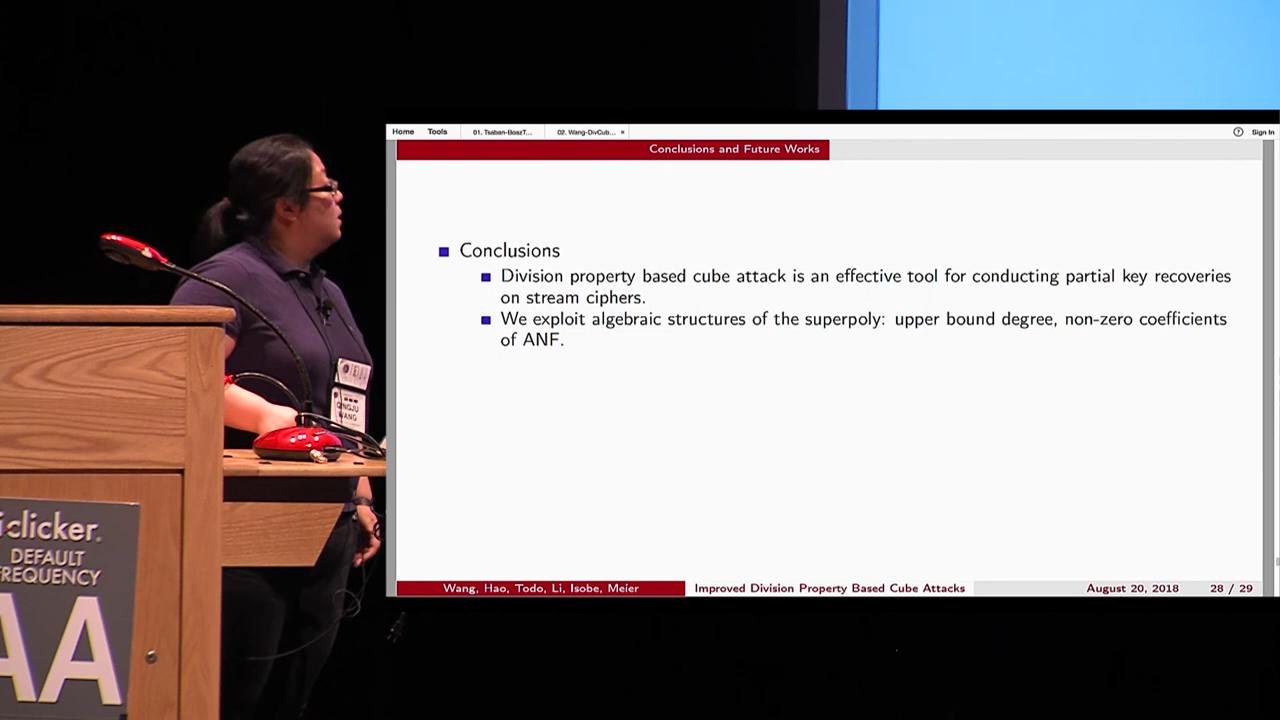 Home Tools 01. Tsaban-BoazT... 02. Wang-DivCub... × ? Sign In
Conclusions and Future Works
Conclusions
Division property based cube attack is an effective tool for conducting partial key recoveries
on stream ciphers.
We exploit algebraic structures of the superpoly: upper bound degree, non-zero coefficients
of ANF.
Wang, Hao, Todo, Li, Isobe, Meier Improved Division Property Based Cube Attacks August 20, 2018 28 / 29
QINGJU
WANG
iclicker.
DEFAULT
FREQUENCY
AA